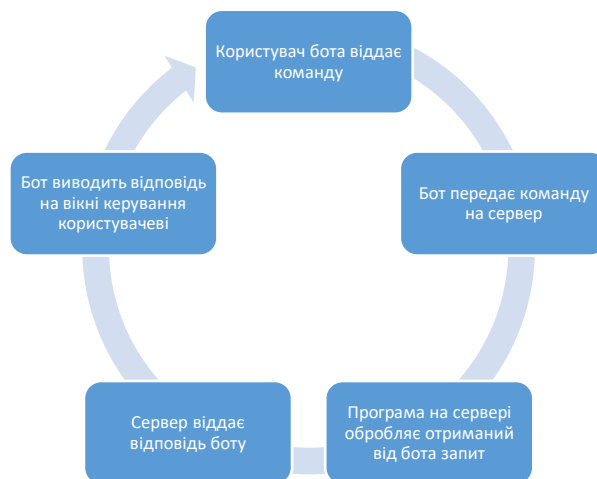 Користувач бота віддає
команду
Бот передає команду
на сервер
Програма на сервері
обробляє отриманий
від бота запит
Сервер віддає
відповідь боту
Бот виводить відповідь
на вікні керування
користувачеві